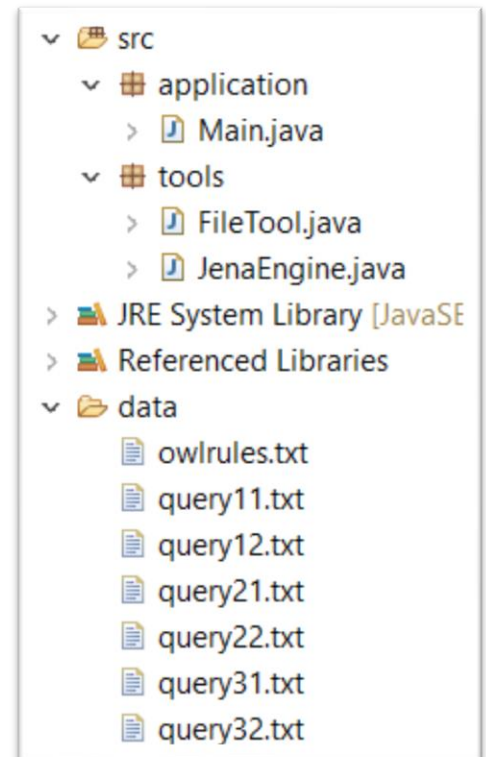 src
application
Main.java
tools
FileTool.java
JenaEngine.java
JRE System Library [JavaSE
Referenced Libraries
data
owlrules.txt
query11.txt
query12.txt
query21.txt
query22.txt
query31.txt
query32.txt